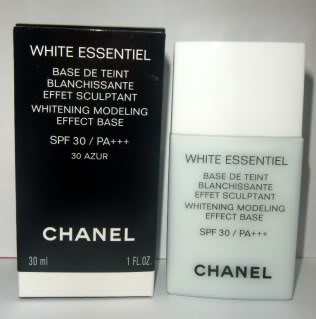 WHITE ESSENTIEL
BASE DE TEINT
BLANCHISSANTE
EFFET SCULPTANT
WHITENING MODELING
EFFECT BASE
SPF 30 / PA+++
30 AZUR
CHANEL
30 ml 1 FL.OZ.
WHITE ESSENTIEL
BASE DE TEINT
BLANCHISSANTE
EFFET SCULPTANT
WHITENING MODELING
EFFECT BASE
SPF 30 / PA+++
CHANEL